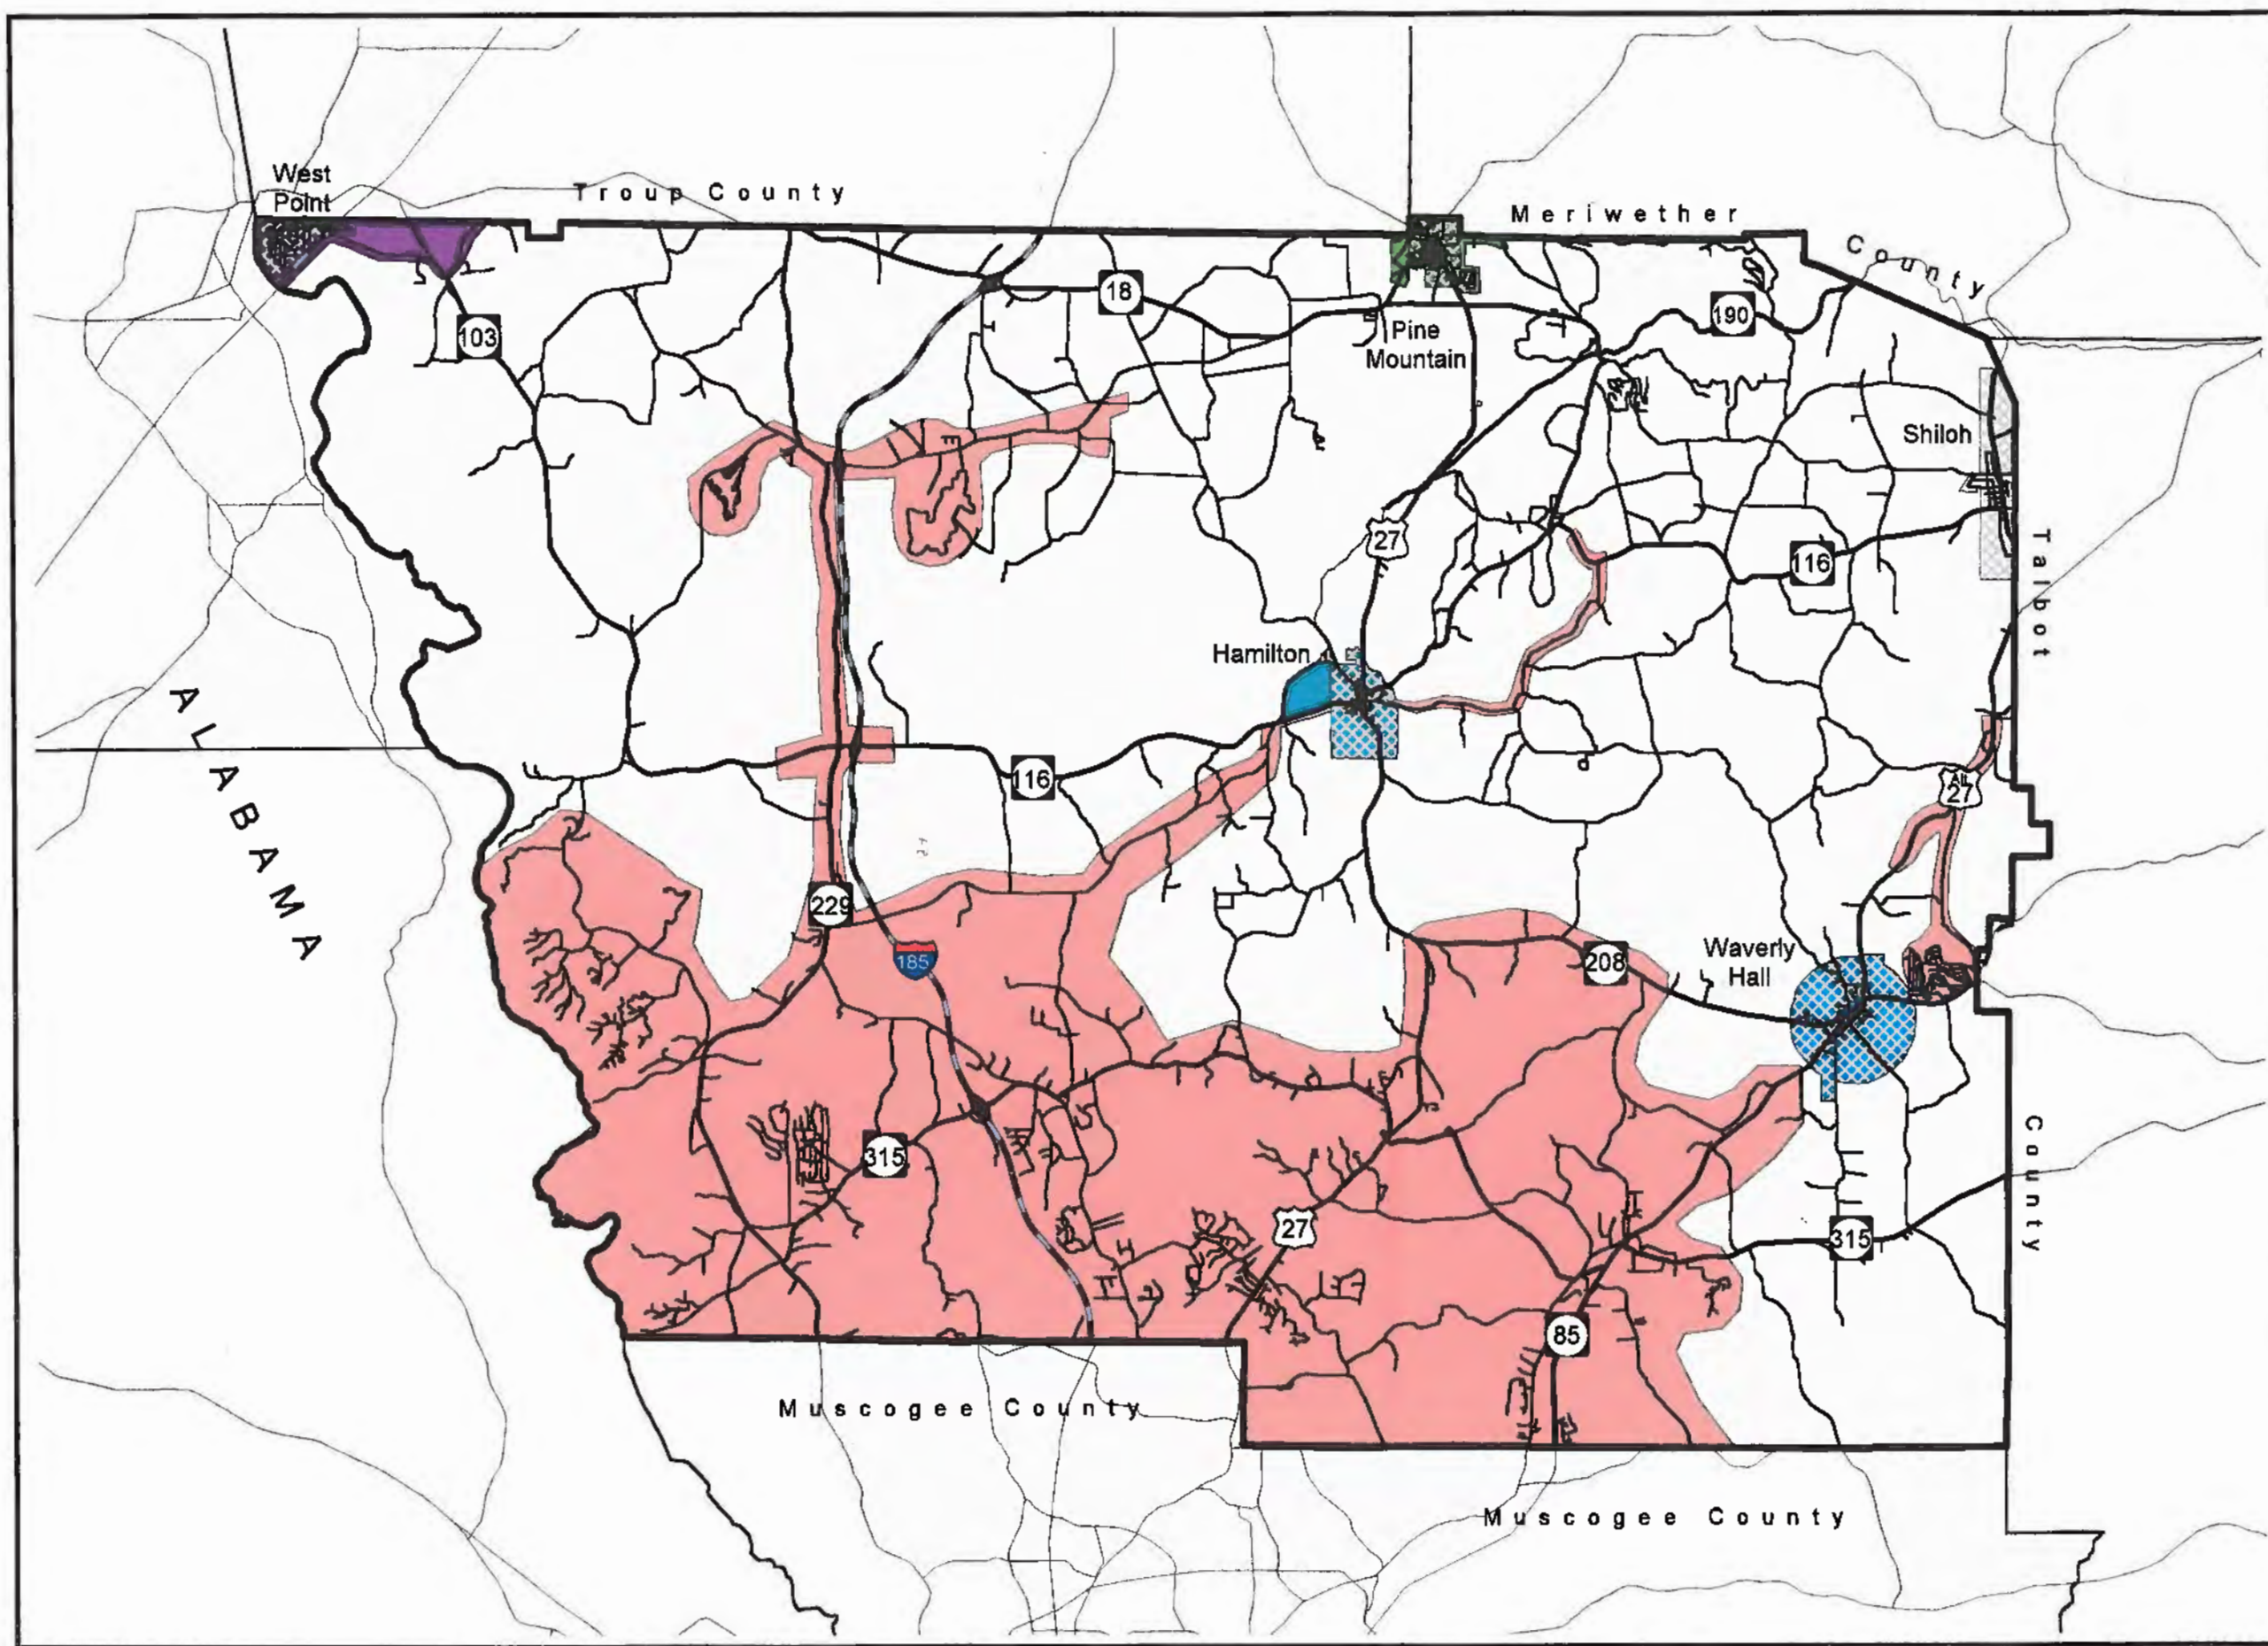 West
Point
Troup County
Meriwether
County
18
190
103
Pine
Mountain
Shiloh
27
116
Talbot
Hamilton
ALABAMA
116
Alt
27
229
185
208
Waverly
Hall
315
27
315
County
85
Muscogee County
Muscogee County